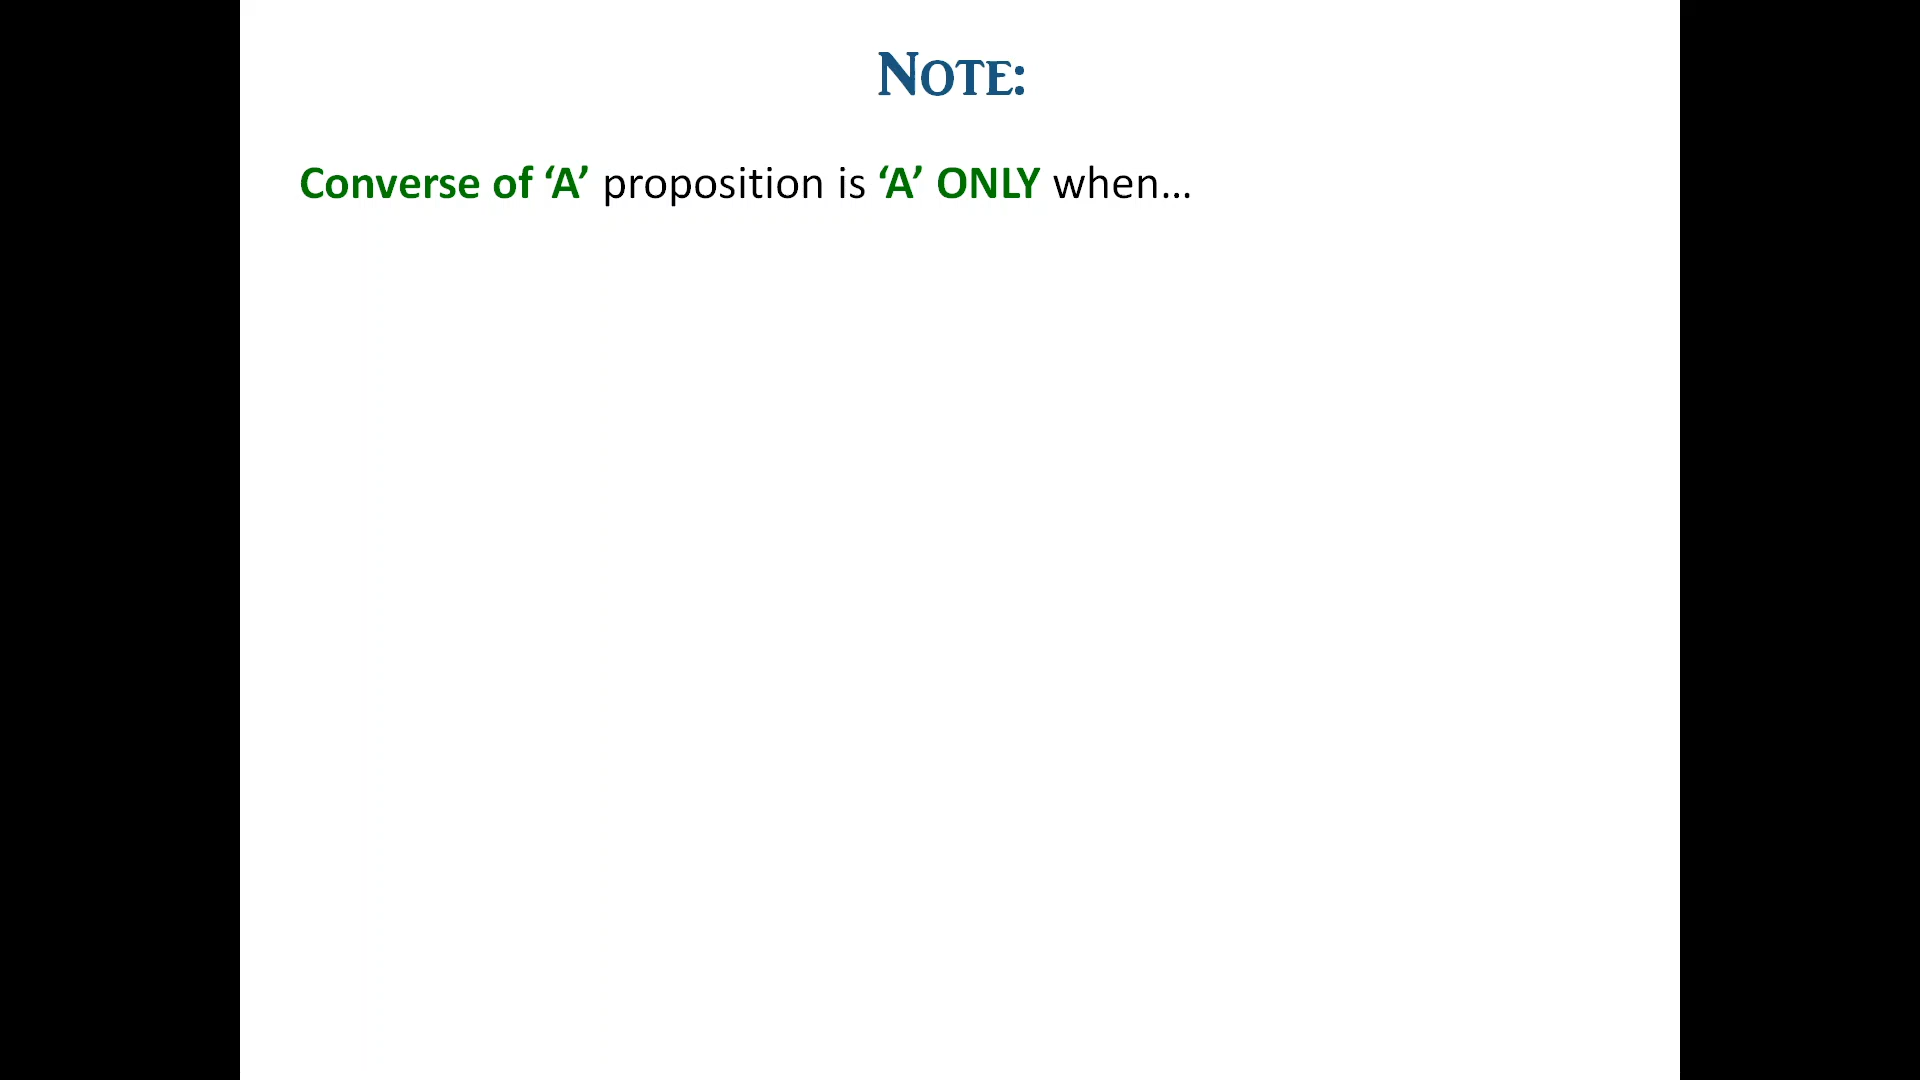 NOTE:
Converse of ‘A’ proposition is ‘A’ ONLY when...